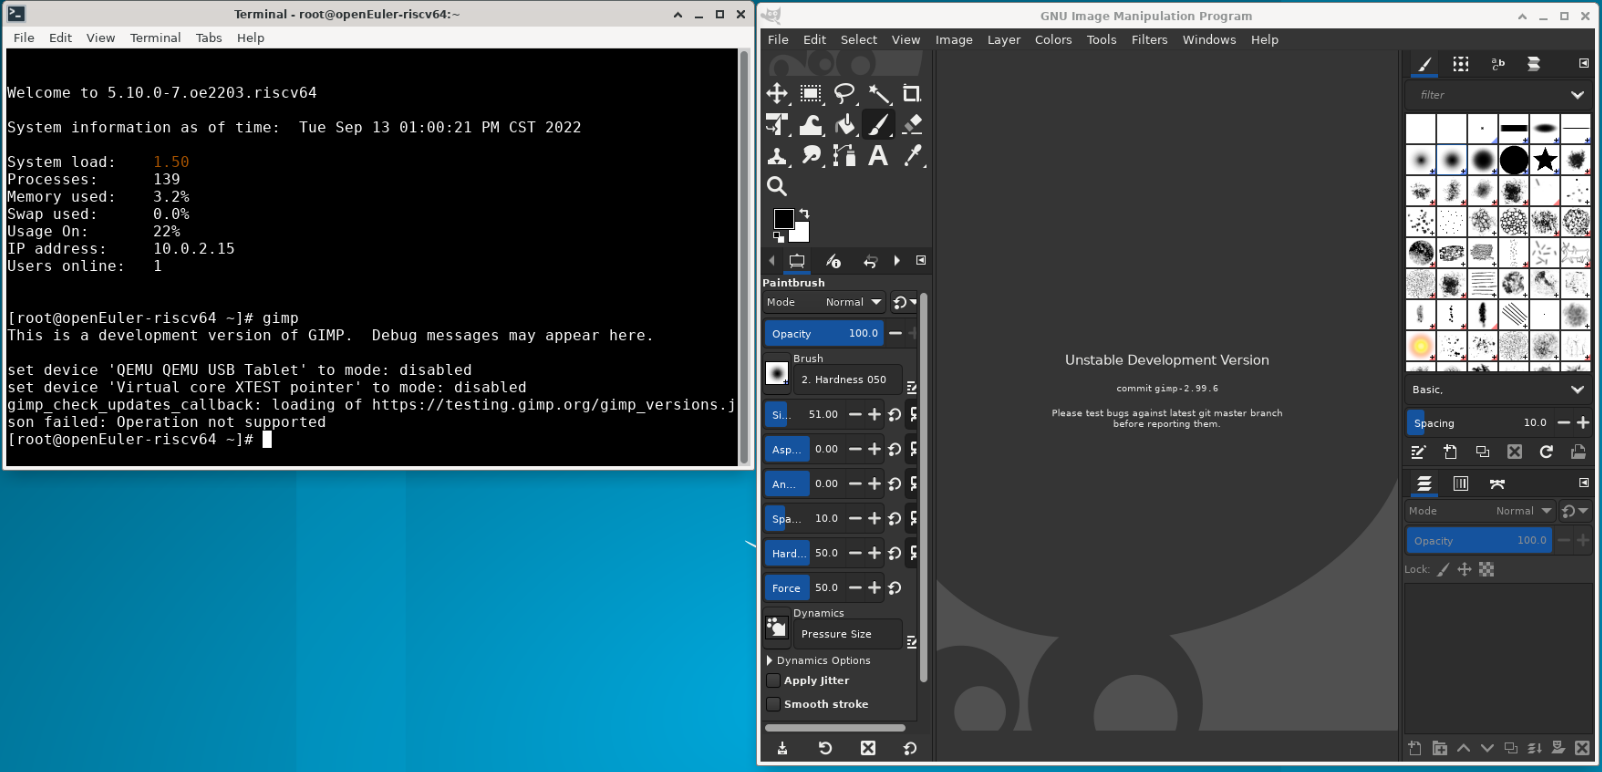 Terminal - root@openEuler-riscv64:~
File Edit View Terminal Tabs Help
Welcome to 5.10.0-7.oe2203.riscv64
System information as of time:  Tue Sep 13 01:00:21 PM CST 2022
System load:    1.50
Processes:      139
Memory used:    3.2%
Swap used:      0.0%
Usage On:       22%
IP address:     10.0.2.15
Users online:   1
[root@openEuler-riscv64 ~]# gimp
This is a development version of GIMP.  Debug messages may appear here.
set device 'QEMU QEMU USB Tablet' to mode: disabled
set device 'Virtual core XTEST pointer' to mode: disabled
gimp_check_updates_callback: loading of https://testing.gimp.org/gimp_versions.j
son failed: Operation not supported
[root@openEuler-riscv64 ~]#
GNU Image Manipulation Program
File Edit Select View Image Layer Colors Tools Filters Windows Help
Paintbrush
Mode Normal
Opacity 100.0
Brush
2. Hardness 050
Si... 51.00
Asp... 0.00
An... 0.00
Spa... 10.0
Hard... 50.0
Force 50.0
Dynamics
Pressure Size
Dynamics Options
Apply Jitter
Smooth stroke
Unstable Development Version
commit gimp-2.99.6
Please test bugs against latest git master branch
before reporting them.
filter
Basic,
Spacing 10.0
Mode Normal
Opacity 100.0
Lock: